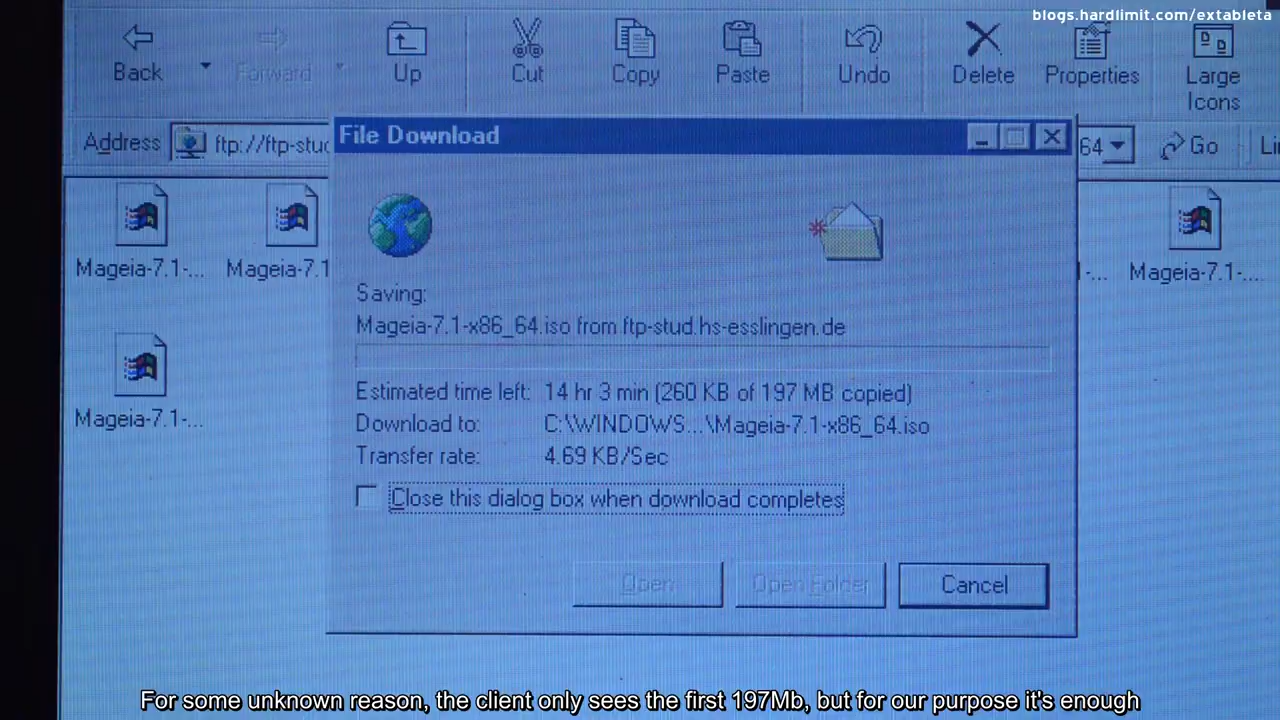 blogs.hardlimit.com/extableta
Back Forward Up Cut Copy Paste Undo Delete Properties Large Icons
Address ftp://ftp-stud 64 Go
File Download
Mageia-7.1-... Mageia-7.1 -... Mageia-7.1-...
Saving:
Mageia-7.1-x86_64.iso from ftp-stud.hs-esslingen.de
Mageia-7.1-...
Estimated time left: 14 hr 3 min (260 KB of 197 MB copied)
Download to: C:\WINDOWS...\Mageia-7.1-x86_64.iso
Transfer rate: 4.69 KB/Sec
Close this dialog box when download completes
Open Open Folder Cancel
For some unknown reason, the client only sees the first 197Mb, but for our purpose it's enough